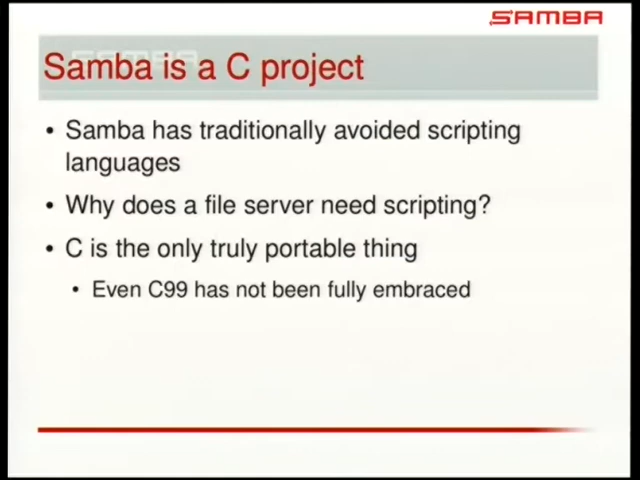 SAMBA
Samba is a C project
• Samba has traditionally avoided scripting
languages
• Why does a file server need scripting?
• C is the only truly portable thing
• Even C99 has not been fully embraced